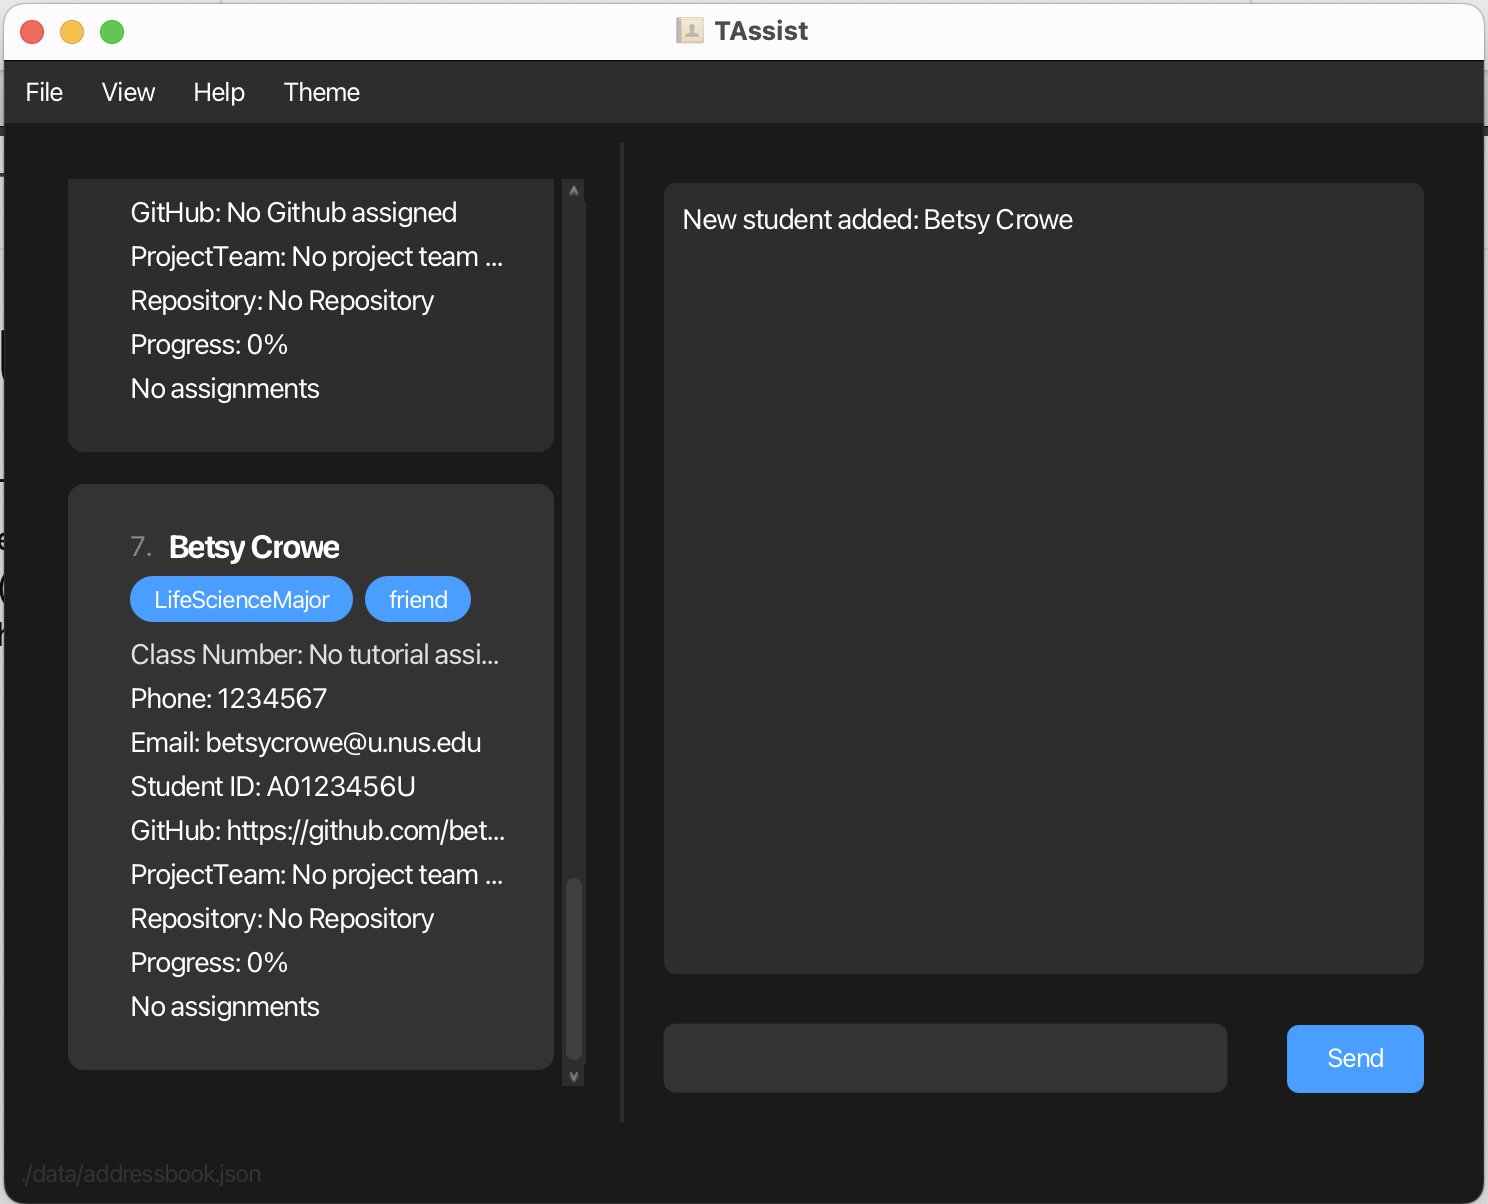 TAssist
File View Help Theme
GitHub: No Github assigned
ProjectTeam: No project team ...
Repository: No Repository
Progress: 0%
No assignments
7. Betsy Crowe
LifeScienceMajor friend
Class Number: No tutorial assi...
Phone: 1234567
Email: betsycrowe@u.nus.edu
Student ID: A0123456U
GitHub: https://github.com/bet...
ProjectTeam: No project team ...
Repository: No Repository
Progress: 0%
No assignments
New student added: Betsy Crowe
Send
./data/addressbook.json